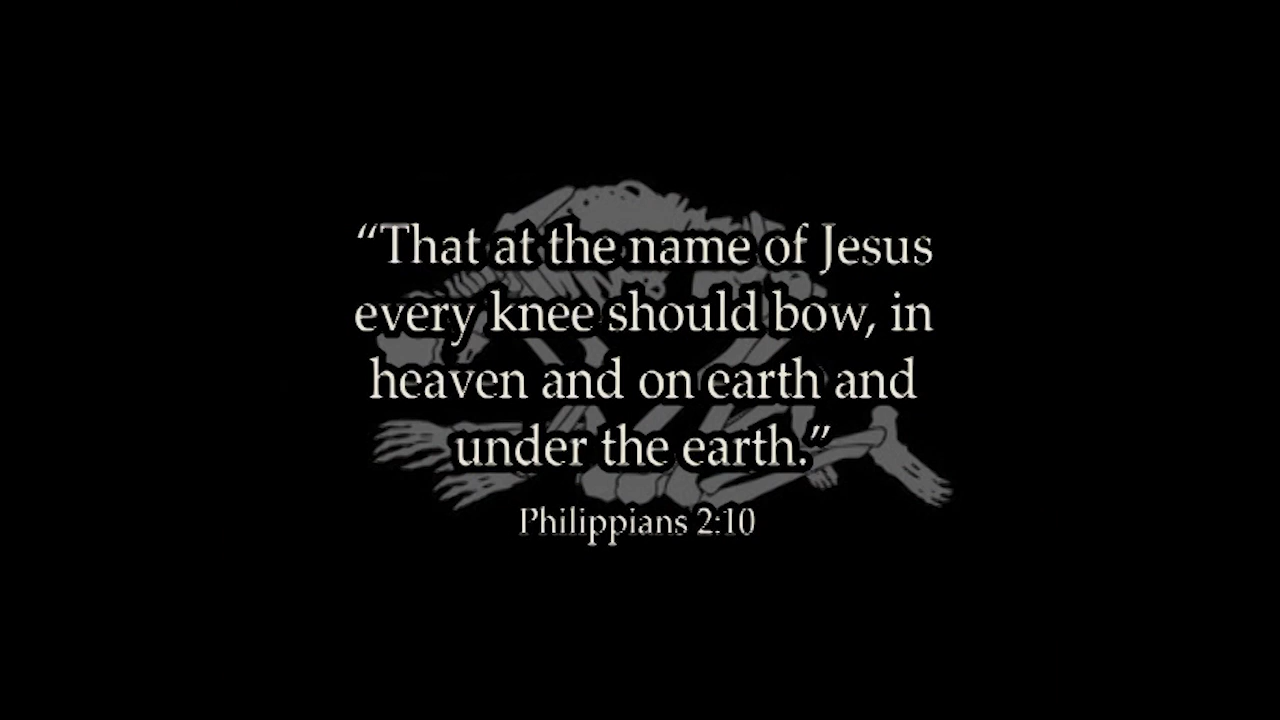 “That at the name of Jesus
every knee should bow, in
heaven and on earth and
under the earth.”
Philippians 2:10